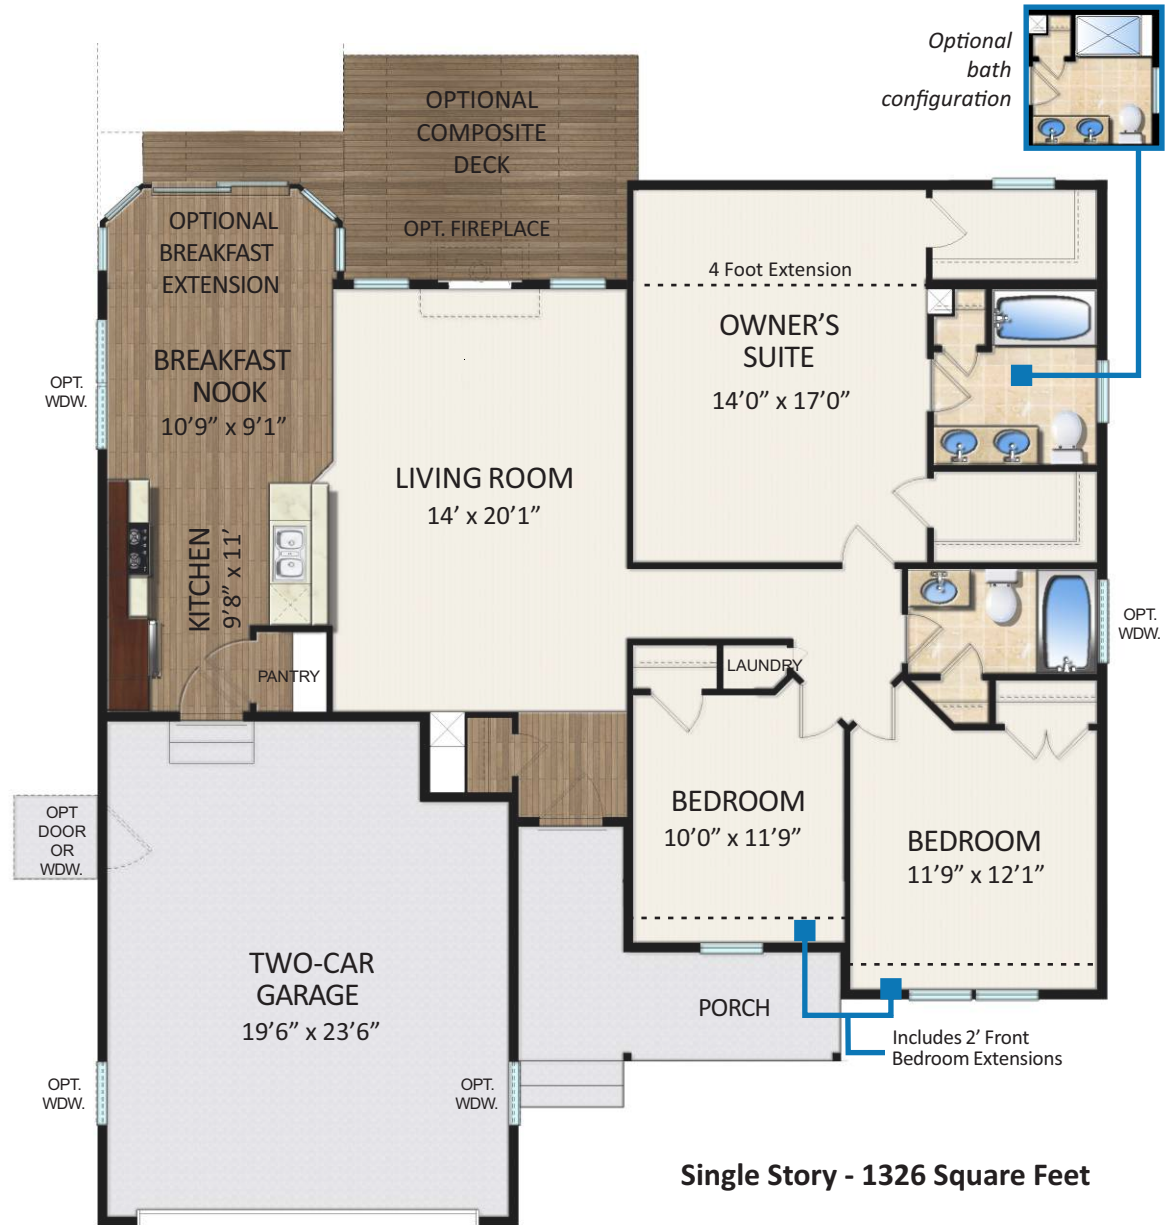 Optional
bath
configuration
OPTIONAL
COMPOSITE
DECK
OPT. FIREPLACE
OPTIONAL
BREAKFAST
EXTENSION
4 Foot Extension
OWNER'S
SUITE
14'0" x 17'0"
BREAKFAST
NOOK
10'9" x 9'1"
OPT.
WDW.
LIVING ROOM
14' x 20'1"
KITCHEN
9'8" x 11'
PANTRY
LAUNDRY
OPT.
WDW.
BEDROOM
10'0" x 11'9"
BEDROOM
11'9" x 12'1"
OPT
DOOR
OR
WDW.
TWO-CAR
GARAGE
19'6" x 23'6"
PORCH
Includes 2' Front
Bedroom Extensions
OPT.
WDW.
OPT.
WDW.
Single Story - 1326 Square Feet